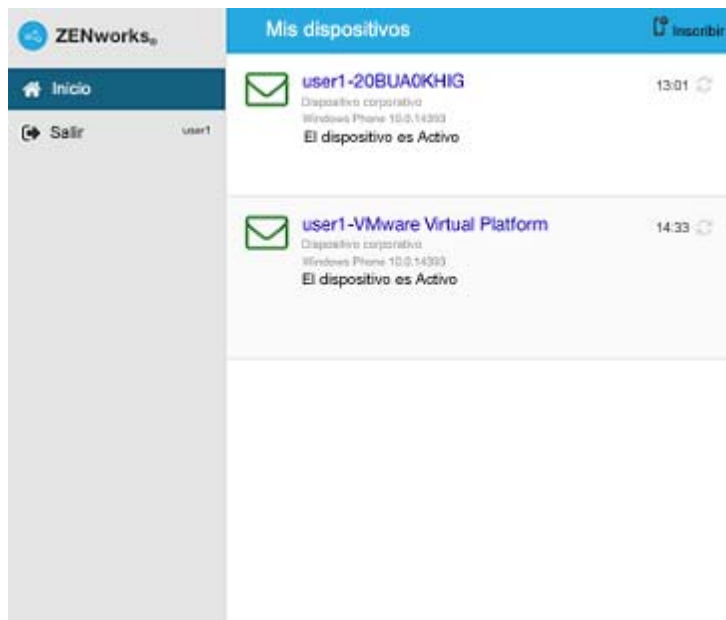 ZENworks®
Mis dispositivos
Inscribir
Inicio
Salir
user1
user1-20BUA0KHIG
13:01
Dispositivo corporativo
Windows Phone 10.0.14393
El dispositivo es Activo
user1-VMware Virtual Platform
14:33
Dispositivo corporativo
Windows Phone 10.0.14393
El dispositivo es Activo